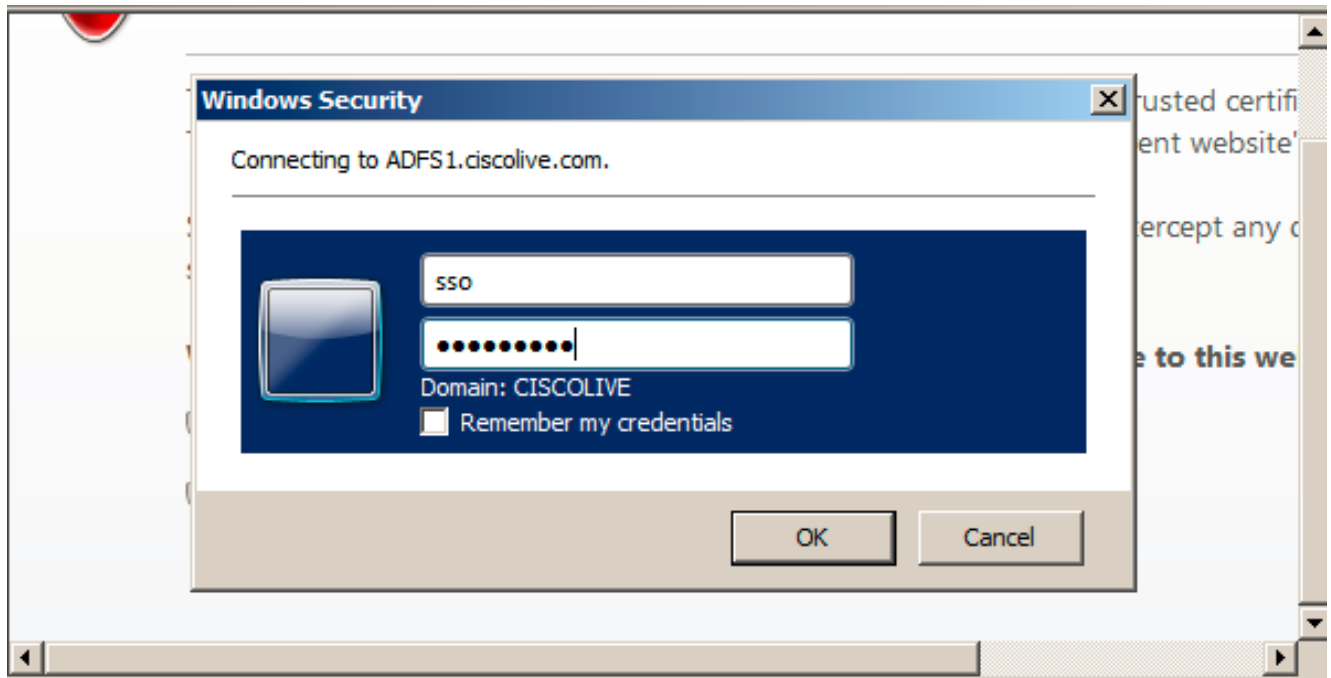 Windows Security
rusted certifi
Connecting to ADFS1.ciscolive.com.
ent website'
ercept any
sso
•••••••••
e to this we
Domain: CISCOLIVE
Remember my credentials
OK
Cancel